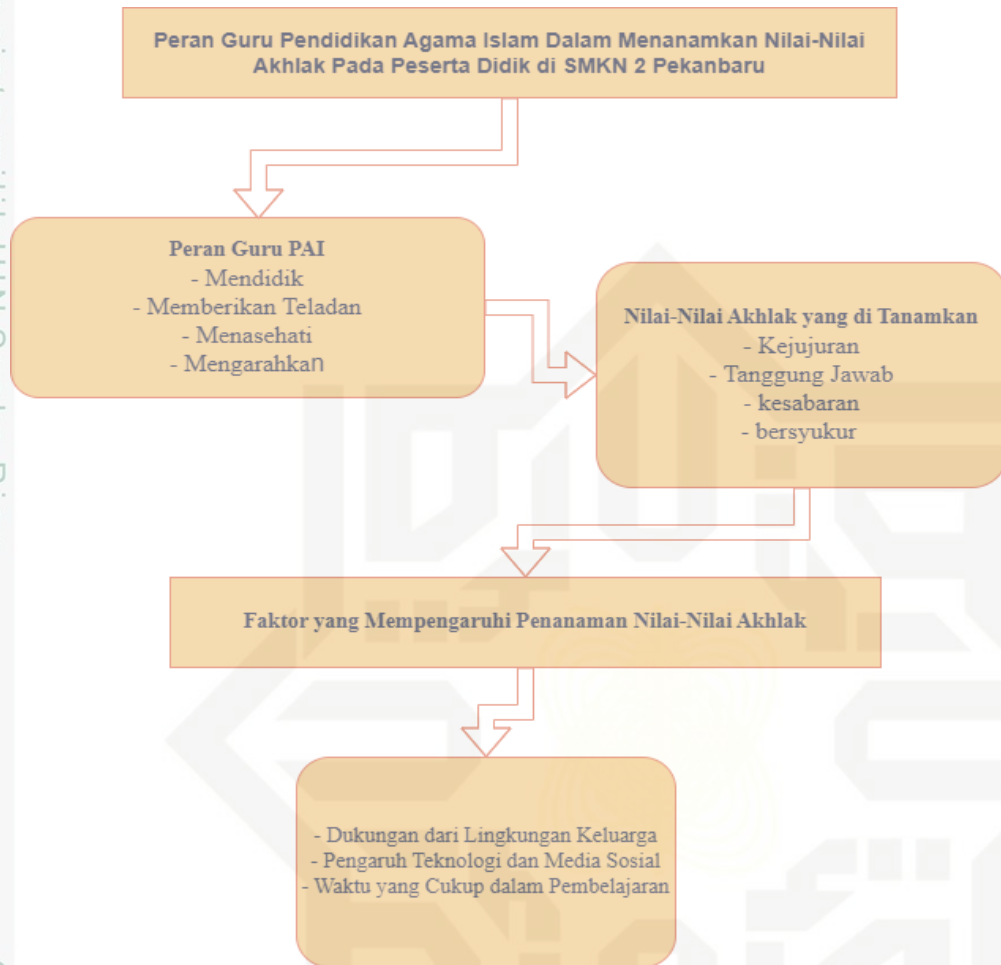 Peran Guru Pendidikan Agama Islam Dalam Menanamkan Nilai-Nilai
Akhlak Pada Peserta Didik di SMKN 2 Pekanbaru
Peran Guru PAI
- Mendidik
- Memberikan Teladan
- Menasehati
- Mengarahkan
Nilai-Nilai Akhlak yang di Tanamkan
- Kejujuran
- Tanggung Jawab
- kesabaran
- bersyukur
Faktor yang Mempengaruhi Penanaman Nilai-Nilai Akhlak
- Dukungan dari Lingkungan Keluarga
- Pengaruh Teknologi dan Media Sosial
- Waktu yang Cukup dalam Pembelajaran